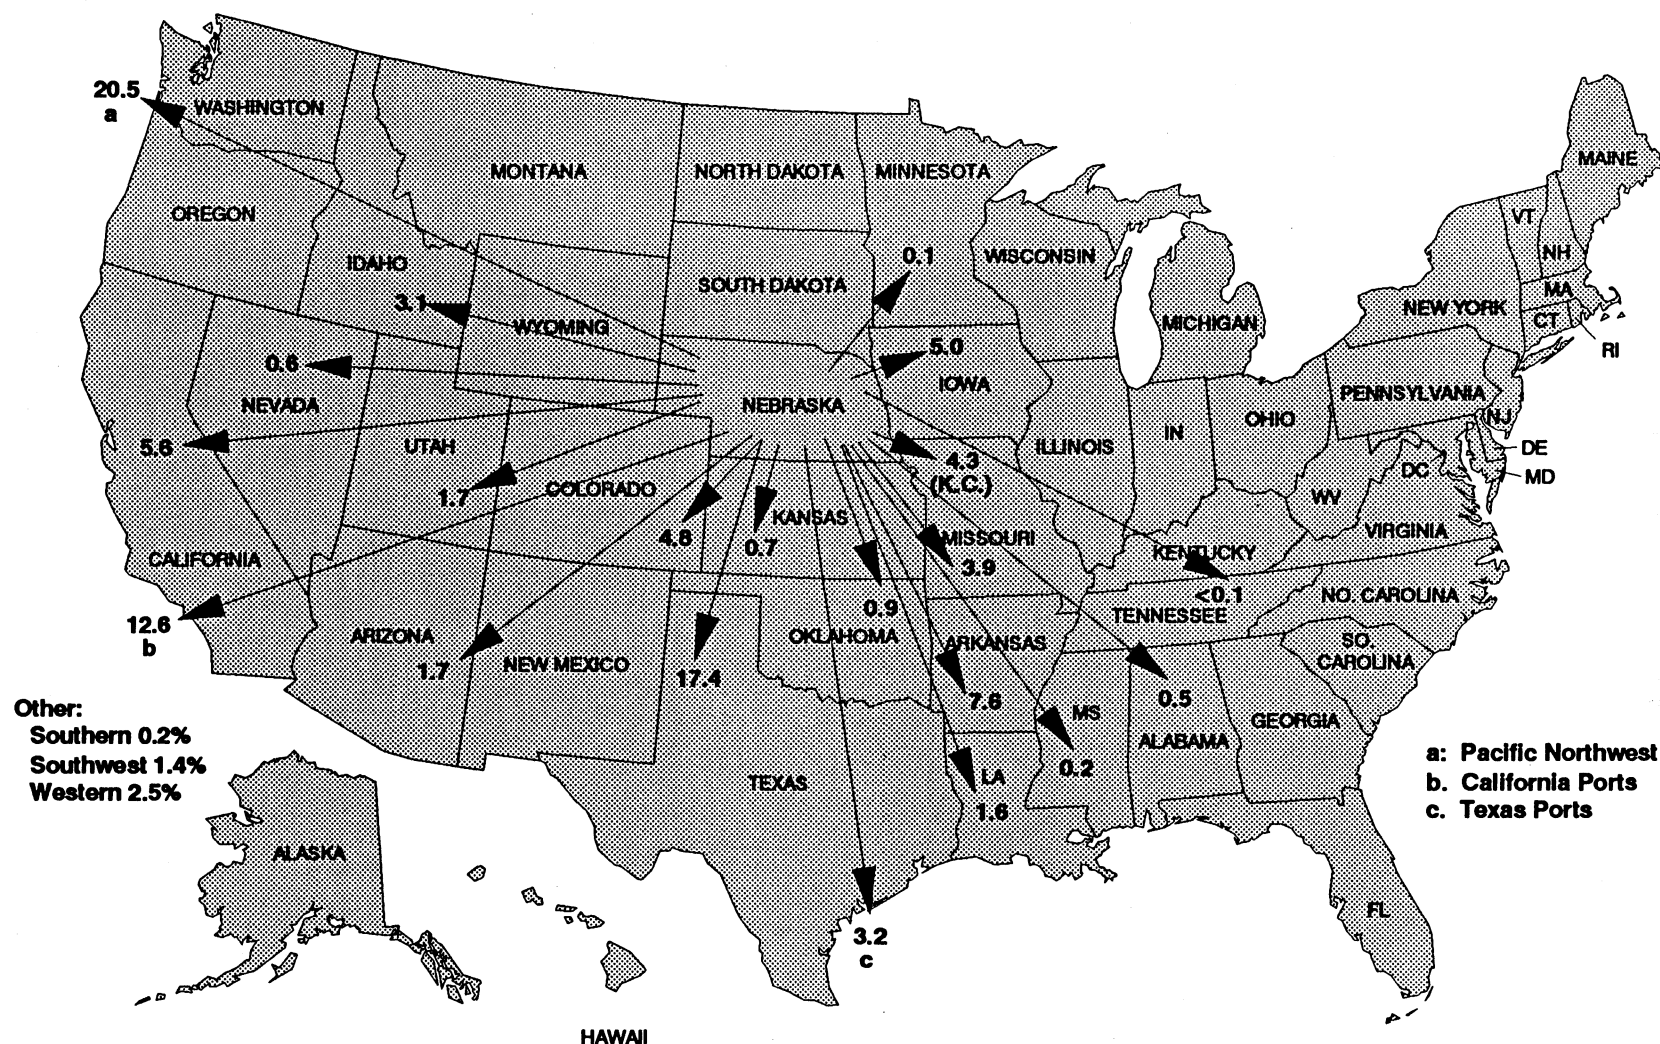 20.5
a
WASHINGTON
MONTANA
NORTH DAKOTA
MINNESOTA
MAINE
OREGON
VT
IDAHO
0.1
WISCONSIN
NH
SOUTH DAKOTA
MA
3.1
WYOMING
MICHIGAN
NEW YORK
CT
RI
0.6
5.0
IOWA
NEVADA
NEBRASKA
OHIO
PENNSYLVANIA
NJ
5.6
UTAH
4.3
(K.C.)
ILLINOIS
IN
DE
DC
MD
1.7
COLORADO
WV
KANSAS
4.8
0.7
MISSOURI
3.9
KENTUCKY
VIRGINIA
CALIFORNIA
<0.1
NO. CAROLINA
0.9
TENNESSEE
12.6
b
ARIZONA
1.7
NEW MEXICO
17.4
OKLAHOMA
ARKANSAS
SO.
CAROLINA
7.6
0.5
MS
ALABAMA
GEORGIA
Other:
Southern 0.2%
Southwest 1.4%
Western 2.5%
TEXAS
LA
1.6
0.2
a: Pacific Northwest
b. California Ports
c. Texas Ports
ALASKA
FL
3.2
c
HAWAII